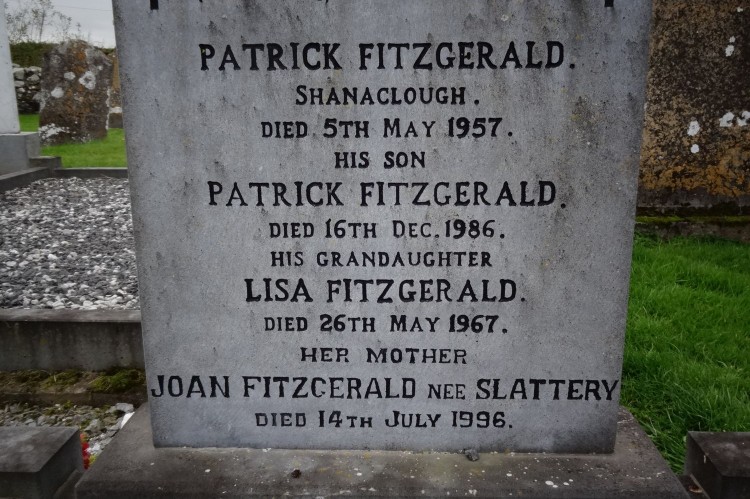 PATRICK FITZGERALD.
SHANACLOUGH.
DIED 5TH MAY 1957.
HIS SON
PATRICK FITZGERALD.
DIED 16TH DEC. 1986.
HIS GRANDAUGHTER
LISA FITZGERALD.
DIED 26TH MAY 1967.
HER MOTHER
JOAN FITZGERALD NEE SLATTERY
DIED 14TH JULY 1996.